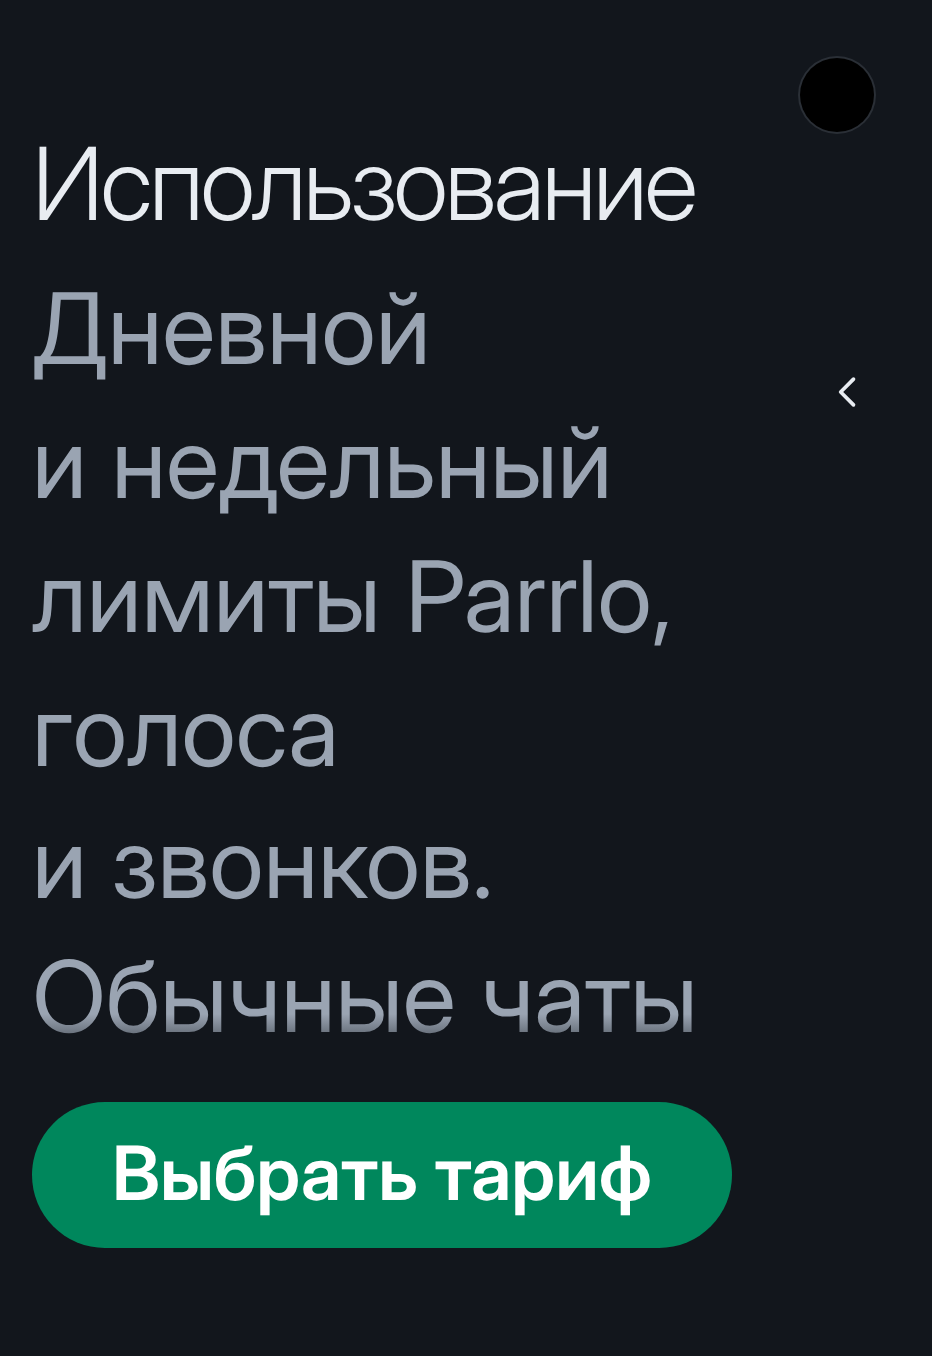 Использование
Дневной
и недельный
лимиты Parrlo,
голоса
и звонков.
Обычные чаты
Выбрать тариф